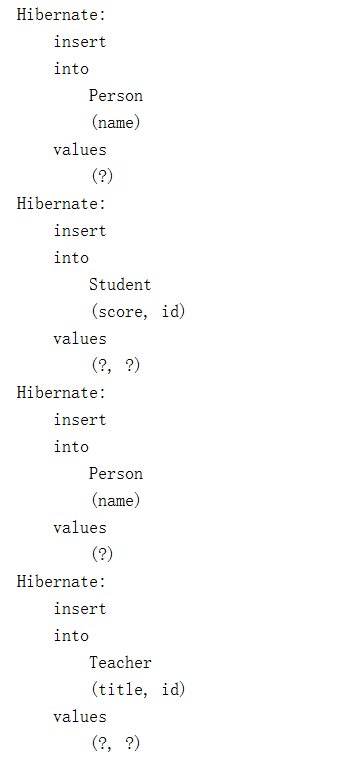 Hibernate:
    insert
    into
        Person
        (name)
    values
        (?)
Hibernate:
    insert
    into
        Student
        (score, id)
    values
        (?, ?)
Hibernate:
    insert
    into
        Person
        (name)
    values
        (?)
Hibernate:
    insert
    into
        Teacher
        (title, id)
    values
        (?, ?)